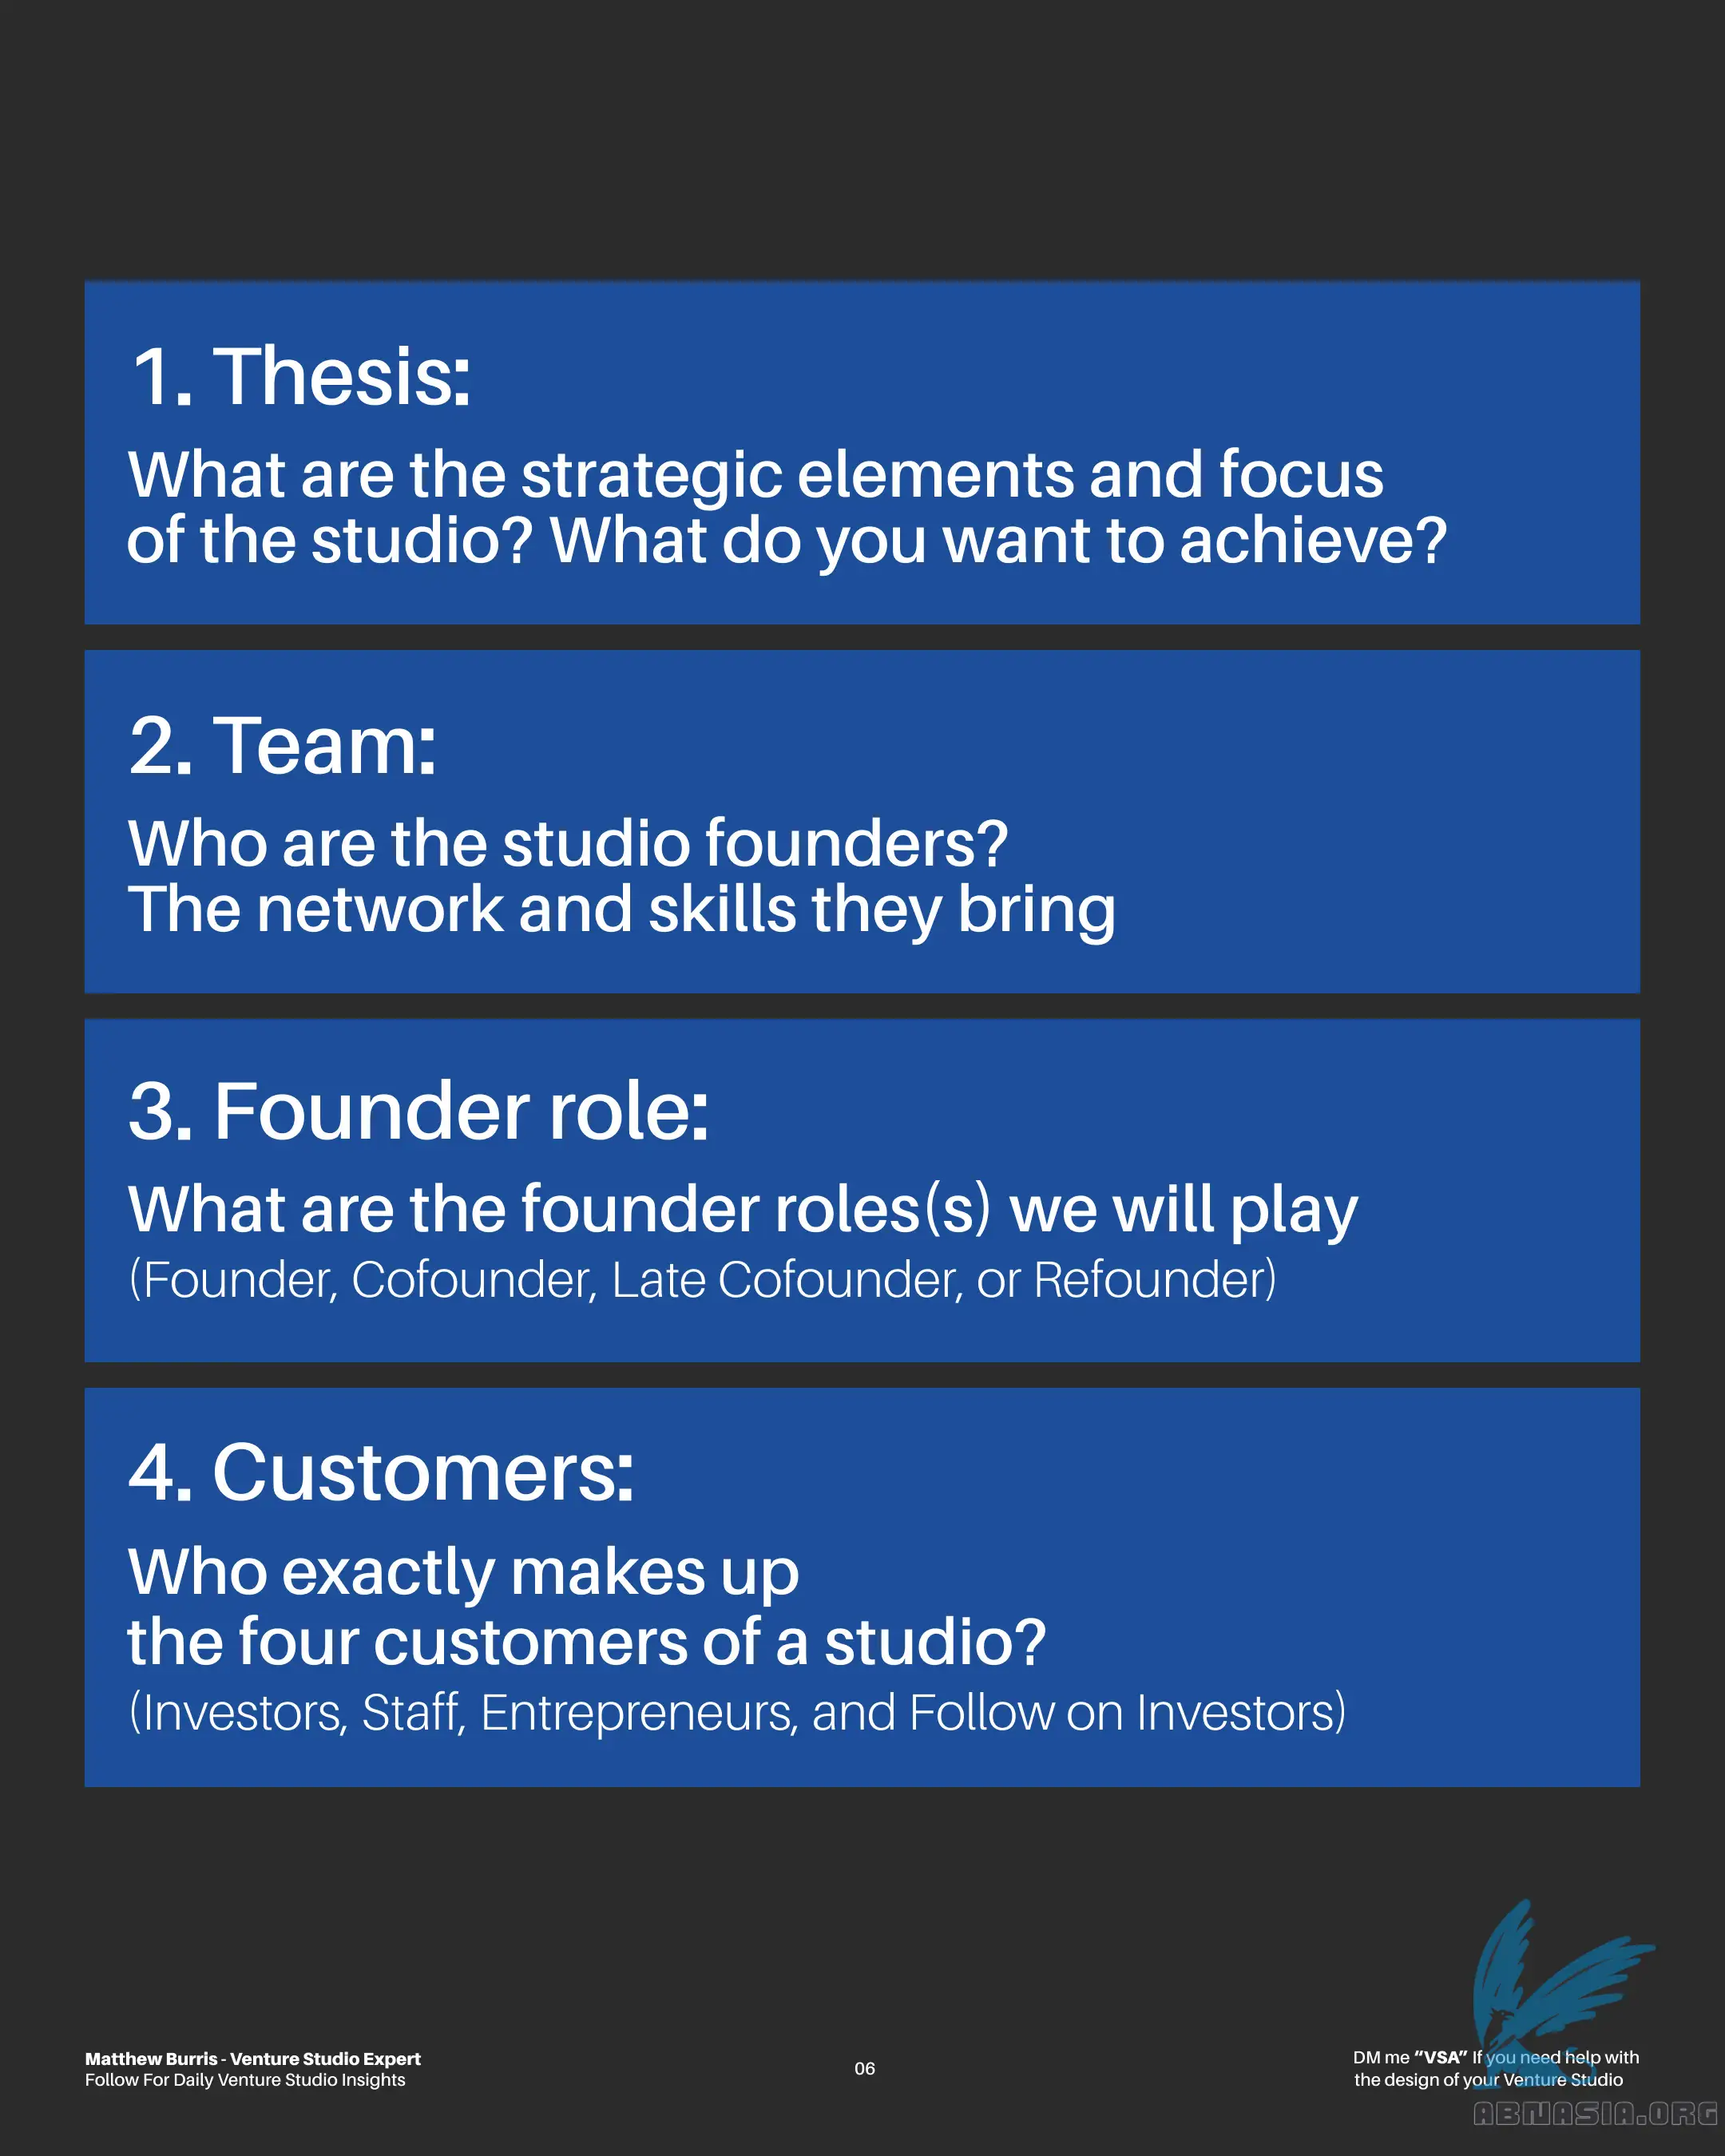 1. Thesis:
What are the strategic elements and focus
of the studio? What do you want to achieve?
2. Team:
Who are the studio founders?
The network and skills they bring
3. Founder role:
What are the founder roles(s) we will play
(Founder, Cofounder, Late Cofounder, or Refounder)
4. Customers:
Who exactly makes up
the four customers of a studio?
(Investors, Staff, Entrepreneurs, and Follow on Investors)
Matthew Burris - Venture Studio Expert
Follow For Daily Venture Studio Insights
06
DM me “VSA” If you need help with
the design of your Venture Studio
ABNASIA.ORG